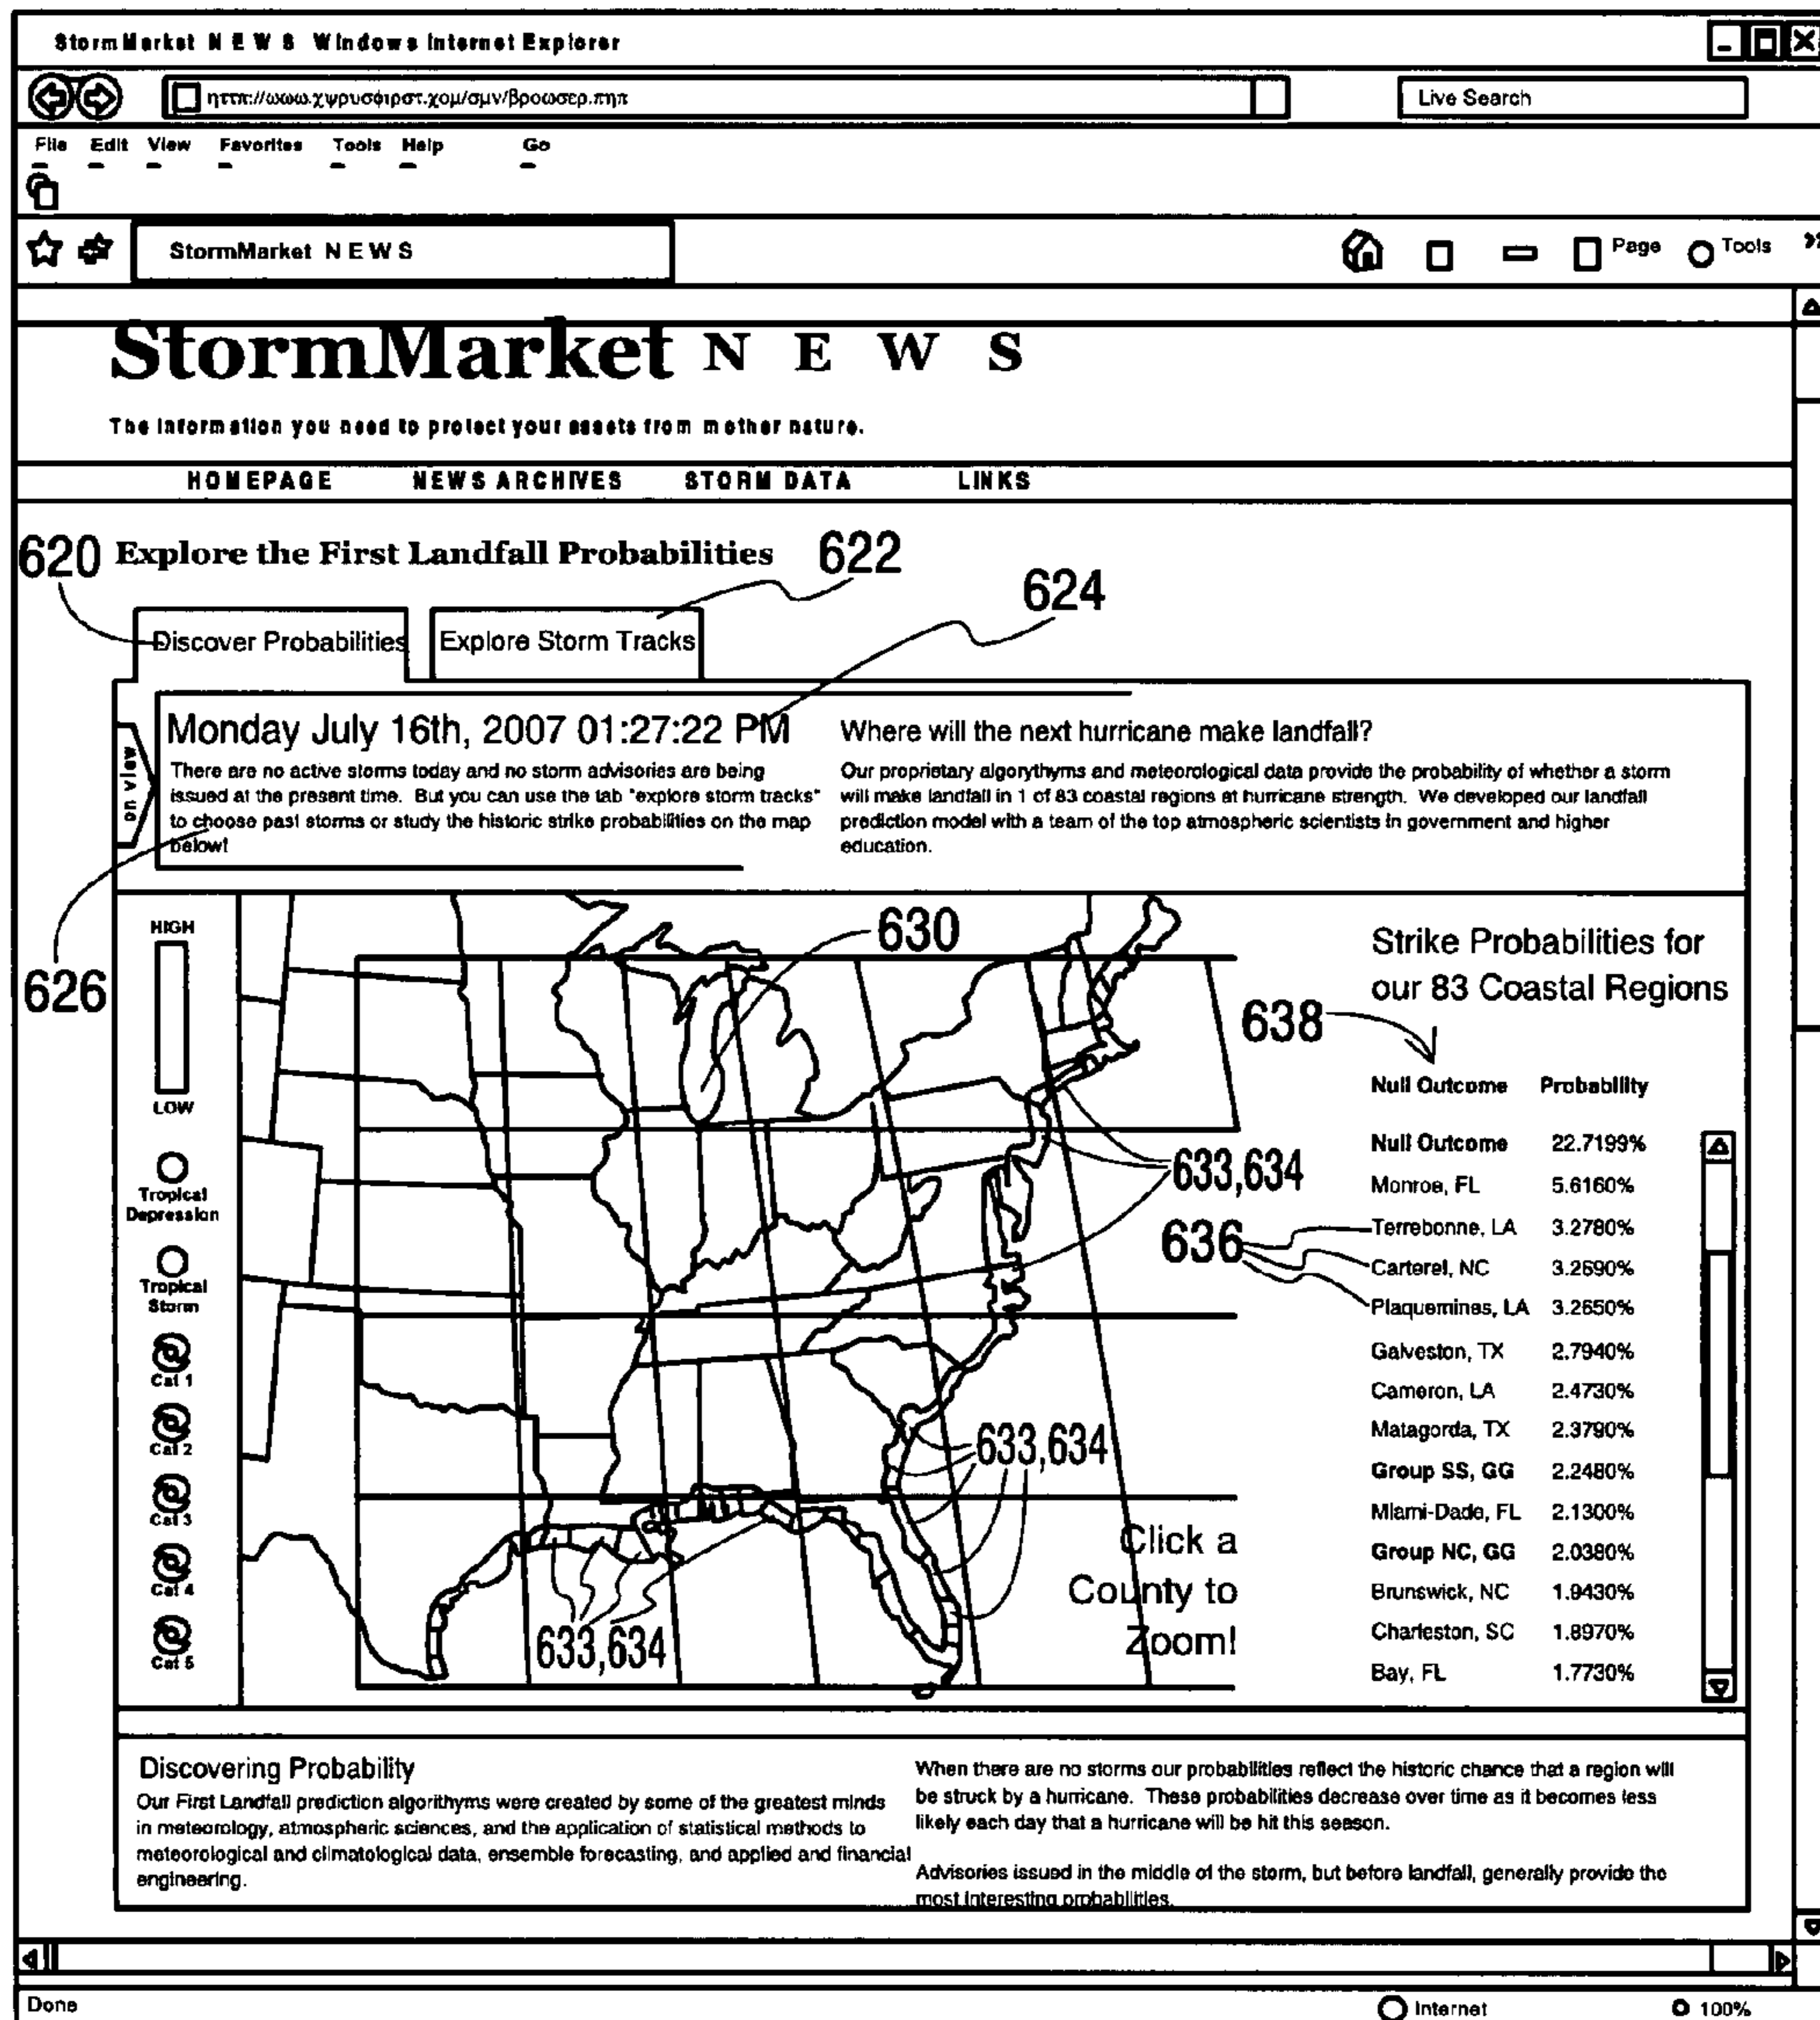 StormMarket N E W S Windows Internet Explorer
ηττπ://ωωω.χψρυσφιρστ.χομ/σμν/βροωσερ.πηπ
Live Search
File Edit View Favorites Tools Help Go
StormMarket N E W S
Page Tools
StormMarket N E W S
The information you need to protect your assets from mother nature.
HOMEPAGE NEWS ARCHIVES STORM DATA LINKS
620 Explore the First Landfall Probabilities 622
624
Discover Probabilities Explore Storm Tracks
on view
Monday July 16th, 2007 01:27:22 PM
There are no active storms today and no storm advisories are being
issued at the present time. But you can use the tab "explore storm tracks"
to choose past storms or study the historic strike probabilities on the map
below!
Where will the next hurricane make landfall?
Our proprietary algorythyms and meteorological data provide the probability of whether a storm
will make landfall in 1 of 83 coastal regions at hurricane strength. We developed our landfall
prediction model with a team of the top atmospheric scientists in government and higher
education.
626
HIGH
LOW
Tropical
Depression
Tropical
Storm
Cat 1
Cat 2
Cat 3
Cat 4
Cat 5
630
633,634
633,634
633,634
Click a
County to
Zoom!
Strike Probabilities for
our 83 Coastal Regions
638
636
Null Outcome Probability
Null Outcome 22.7199%
Monroe, FL 5.6160%
Terrebonne, LA 3.2780%
Carterel, NC 3.2690%
Plaquemines, LA 3.2650%
Galveston, TX 2.7940%
Cameron, LA 2.4730%
Matagorda, TX 2.3790%
Group SS, GG 2.2480%
Miami-Dade, FL 2.1300%
Group NC, GG 2.0380%
Brunswick, NC 1.9430%
Charleston, SC 1.8970%
Bay, FL 1.7730%
Discovering Probability
Our First Landfall prediction algorithyms were created by some of the greatest minds
in meteorology, atmospheric sciences, and the application of statistical methods to
meteorological and climatological data, ensemble forecasting, and applied and financial
engineering.
When there are no storms our probabilities reflect the historic chance that a region will
be struck by a hurricane. These probabilities decrease over time as it becomes less
likely each day that a hurricane will be hit this season.
Advisories issued in the middle of the storm, but before landfall, generally provide the
most interesting probabilities.
Done
Internet
100%